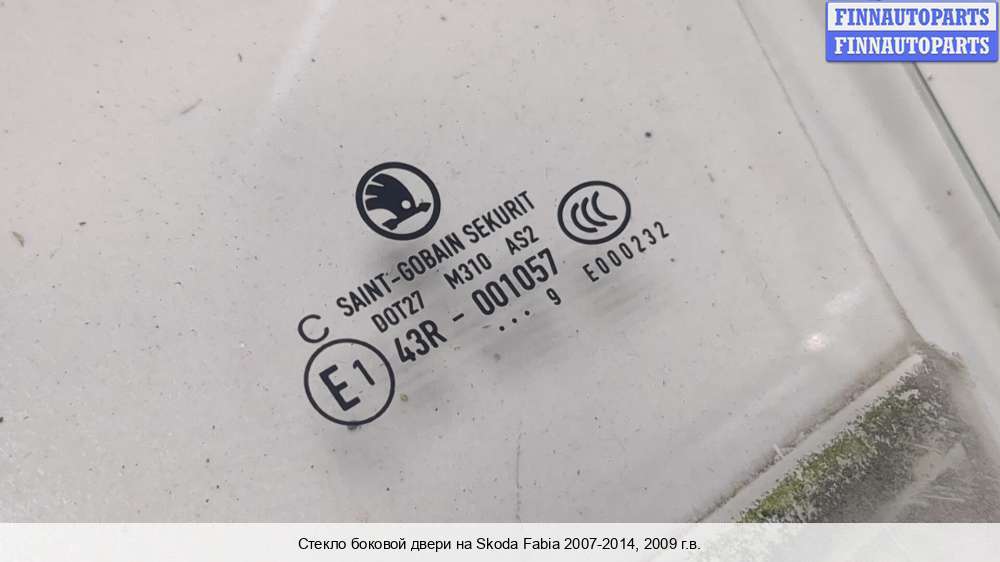 FINNAUTOPARTS
FINNAUTOPARTS
C SAINT-GOBAIN SEKURIT
DOT27 M310 AS2
E1 43R - 001057
... 9 E000232
CCC
Стекло боковой двери на Skoda Fabia 2007-2014, 2009 г.в.